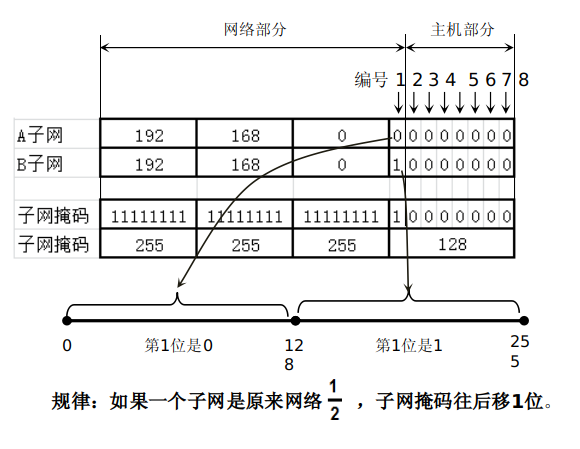 网络部分 主机部分
编号 1 2 3 4 5 6 7 8
A子网 192 168 0 0 0 0 0 0 0 0 0
B子网 192 168 0 1 0 0 0 0 0 0 0
子网掩码 11111111 11111111 11111111 1 0 0 0 0 0 0 0
子网掩码 255 255 255 128
0 第1位是0 12 第1位是1 25
8 5
规律：如果一个子网是原来网络1/2，子网掩码往后移1位。